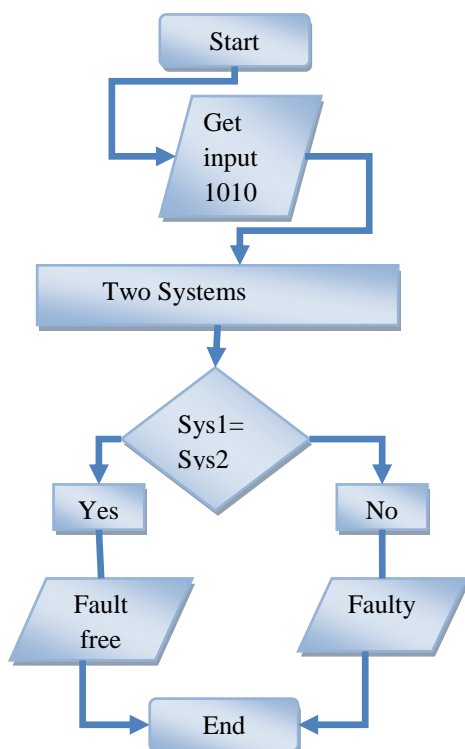 Start
Get
input
1010
Two Systems
Sys1=
Sys2
Yes
No
Fault
free
Faulty
End